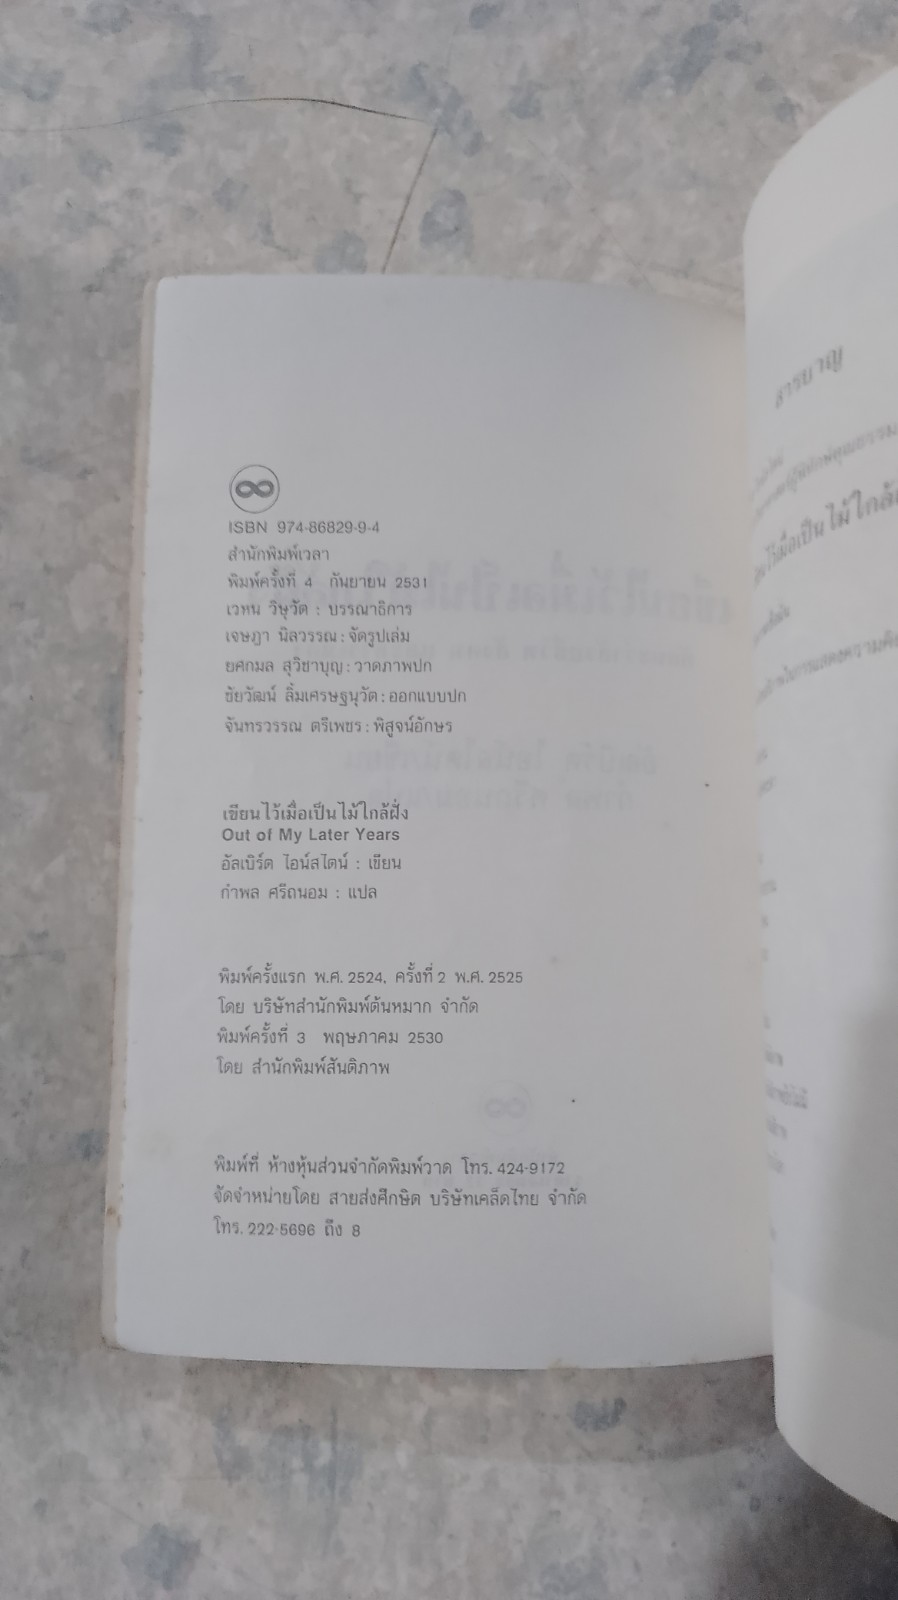 ISBN 974-86829-9-4
สำนักพิมพ์เวลา
พิมพ์ครั้งที่ 4 กันยายน 2531
เวทน วิษุวัต : บรรณาธิการ
เจษฎา นิลวรรณ : จัดรูปเล่ม
ยศกมล สุวิชาบุญ : วาดภาพปก
ชัยวัฒน์ ลิ้มเศรษฐนุวัต : ออกแบบปก
จันทรวรรณ ตรีเพชร : พิสูจน์อักษร
เขียนไว้เมื่อเป็นไม้ใกล้ฝั่ง
Out of My Later Years
อัลเบิร์ต ไอน์สไตน์ : เขียน
กำพล ศรีถนอม : แปล
พิมพ์ครั้งแรก พ.ศ. 2524, ครั้งที่ 2 พ.ศ. 2525
โดย บริษัทสำนักพิมพ์ต้นหมาก จำกัด
พิมพ์ครั้งที่ 3 พฤษภาคม 2530
โดย สำนักพิมพ์สันติภาพ
พิมพ์ที่ ห้างหุ้นส่วนจำกัดพิมพ์วาด โทร. 424-9172
จัดจำหน่ายโดย สายส่งศึกษิต บริษัทเคล็ดไทย จำกัด
โทร. 222-5696 ถึง 8
สารบาญ